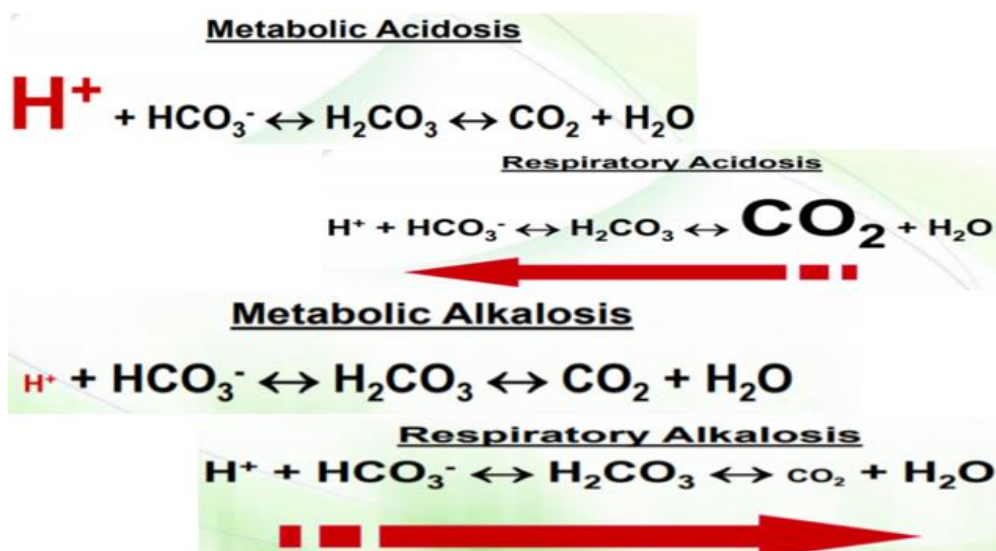 Metabolic Acidosis
H⁺ + HCO₃⁻ ↔ H₂CO₃ ↔ CO₂ + H₂O
Respiratory Acidosis
H⁺ + HCO₃⁻ ↔ H₂CO₃ ↔ CO₂ + H₂O
Metabolic Alkalosis
H⁺ + HCO₃⁻ ↔ H₂CO₃ ↔ CO₂ + H₂O
Respiratory Alkalosis
H⁺ + HCO₃⁻ ↔ H₂CO₃ ↔ CO₂ + H₂O